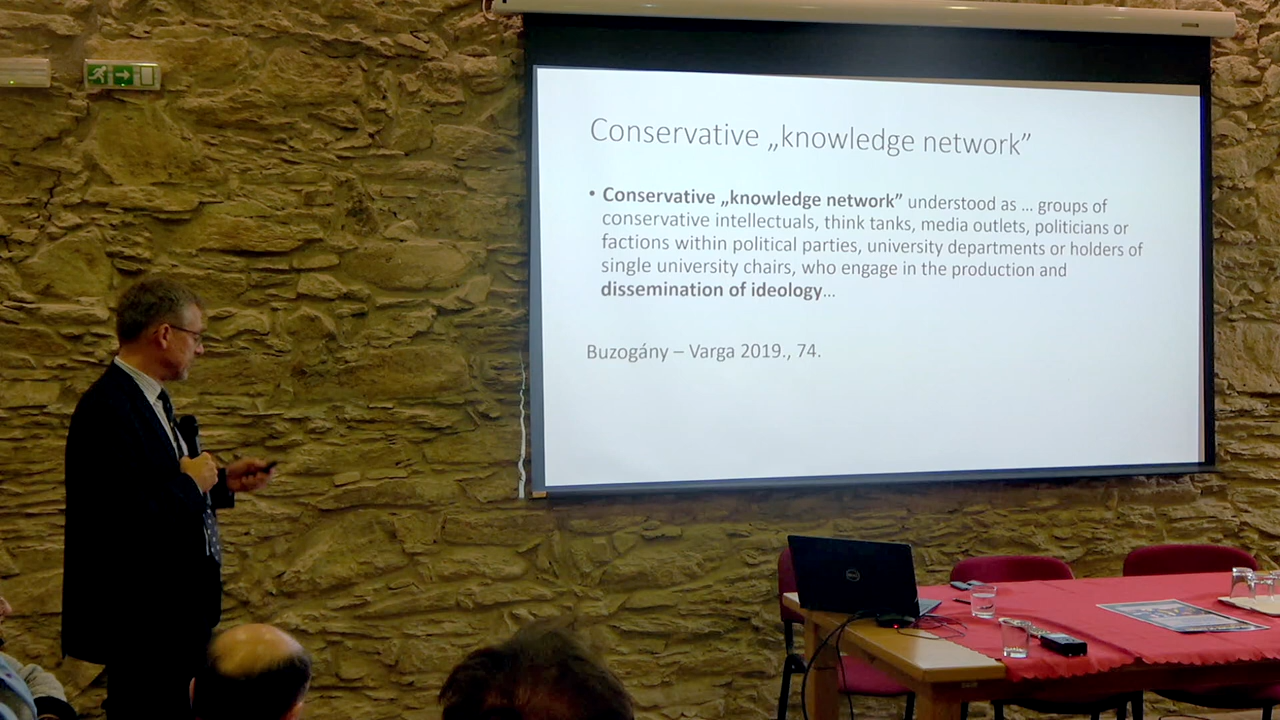 Conservative „knowledge network”
• Conservative „knowledge network” understood as ... groups of
conservative intellectuals, think tanks, media outlets, politicians or
factions within political parties, university departments or holders of
single university chairs, who engage in the production and
dissemination of ideology...
Buzogány – Varga 2019., 74.
DELL